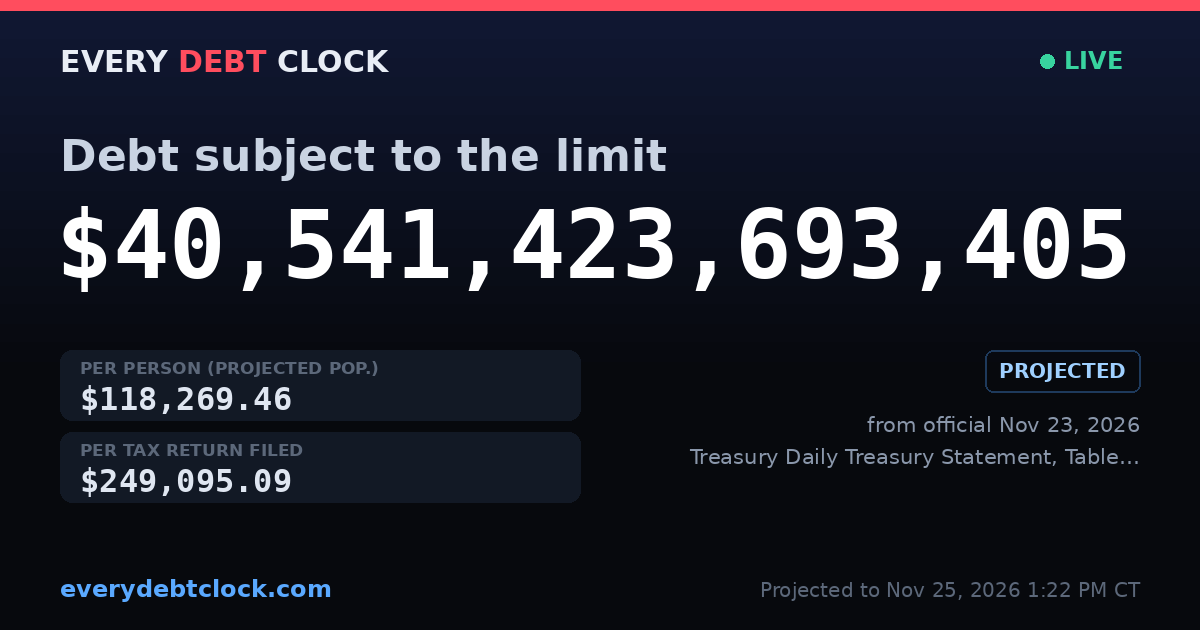 EVERY DEBT CLOCK
LIVE
Debt subject to the limit
$40,541,423,693,405
PER PERSON (PROJECTED POP.)
$118,269.46
PER TAX RETURN FILED
$249,095.09
PROJECTED
from official Nov 23, 2026
Treasury Daily Treasury Statement, Table…
everydebtclock.com
Projected to Nov 25, 2026 1:22 PM CT